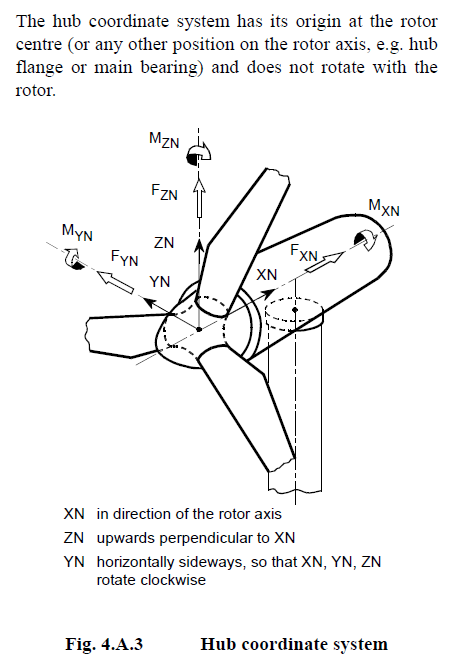 The hub coordinate system has its origin at the rotor
centre (or any other position on the rotor axis, e.g. hub
flange or main bearing) and does not rotate with the
rotor.
MZN
FZN
MXN
MYN
ZN
FYN
FXN
YN
XN
XN in direction of the rotor axis
ZN upwards perpendicular to XN
YN horizontally sideways, so that XN, YN, ZN
rotate clockwise
Fig. 4.A.3 Hub coordinate system